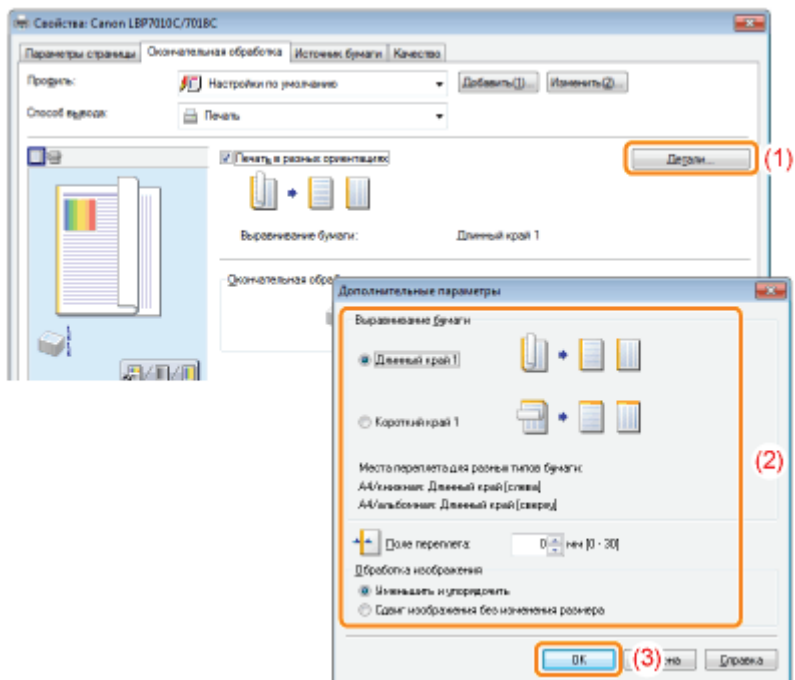 Свойства: Canon LBP7010C/7018C
Параметры страницы Окончательная обработка Источник бумаги Качество
Профиль: Настройки по умолчанию Добавить(1)... Изменить(2)...
Способ вывода: Печать
Печать в разных ориентациях Детали... (1)
Выравнивание бумаги: Длинный край 1
Окончательная обра
Дополнительные параметры
Выравнивание бумаги
Длинный край 1
Короткий край 1
(2)
Места переплета для разных типов бумаги:
A4/книжная: Длинный край [слева]
A4/альбомная: Длинный край [сверху]
Поле переплета: 0 мм [0 - 30]
Обработка изображения
Уменьшить и упорядочить
Сдвиг изображения без изменения размера
OK (3) на Справка